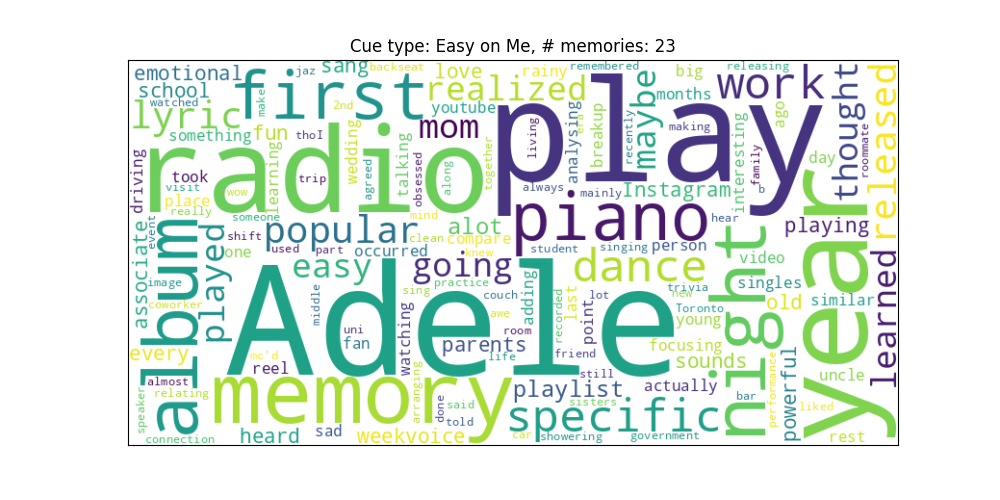 Cue type: Easy on Me, # memories: 23
emotional jaz sang backseat love rainy remembered big releasing
school first realized months work
watched make 2nd youtube maybe ago thought released
lyric something fun thoI mom play living era analysing breakup recently making interesting day roommate
radio learning wedding agreed talking obsessed along together family
driving took trip always mainly Instagram b
visit wow place really
event shift someone popular mind alot piano hear playing year
associate album played one used part clean occurred compare knew student singing person night video
image easy going dance trivia learned
coworker middle practice sing couch adding last lot new singles old similar
Adele uni fan watching awe room recorded point Toronto young
every mc'd reel parents life friend focusing sounds powerful uncle
almost relating memory arranging still playlist actually bar performance liked
speaker done said sisters specific
connection heard sad weekvoice told car showering government rest